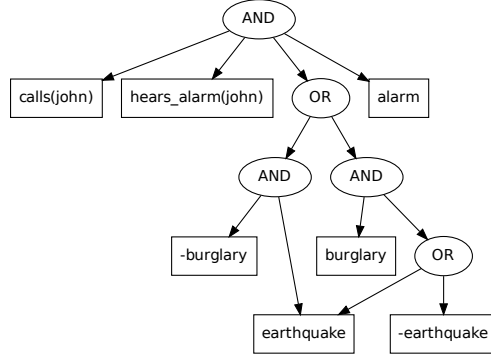 AND
calls(john)
hears_alarm(john)
OR
alarm
AND
AND
-burglary
burglary
OR
earthquake
-earthquake